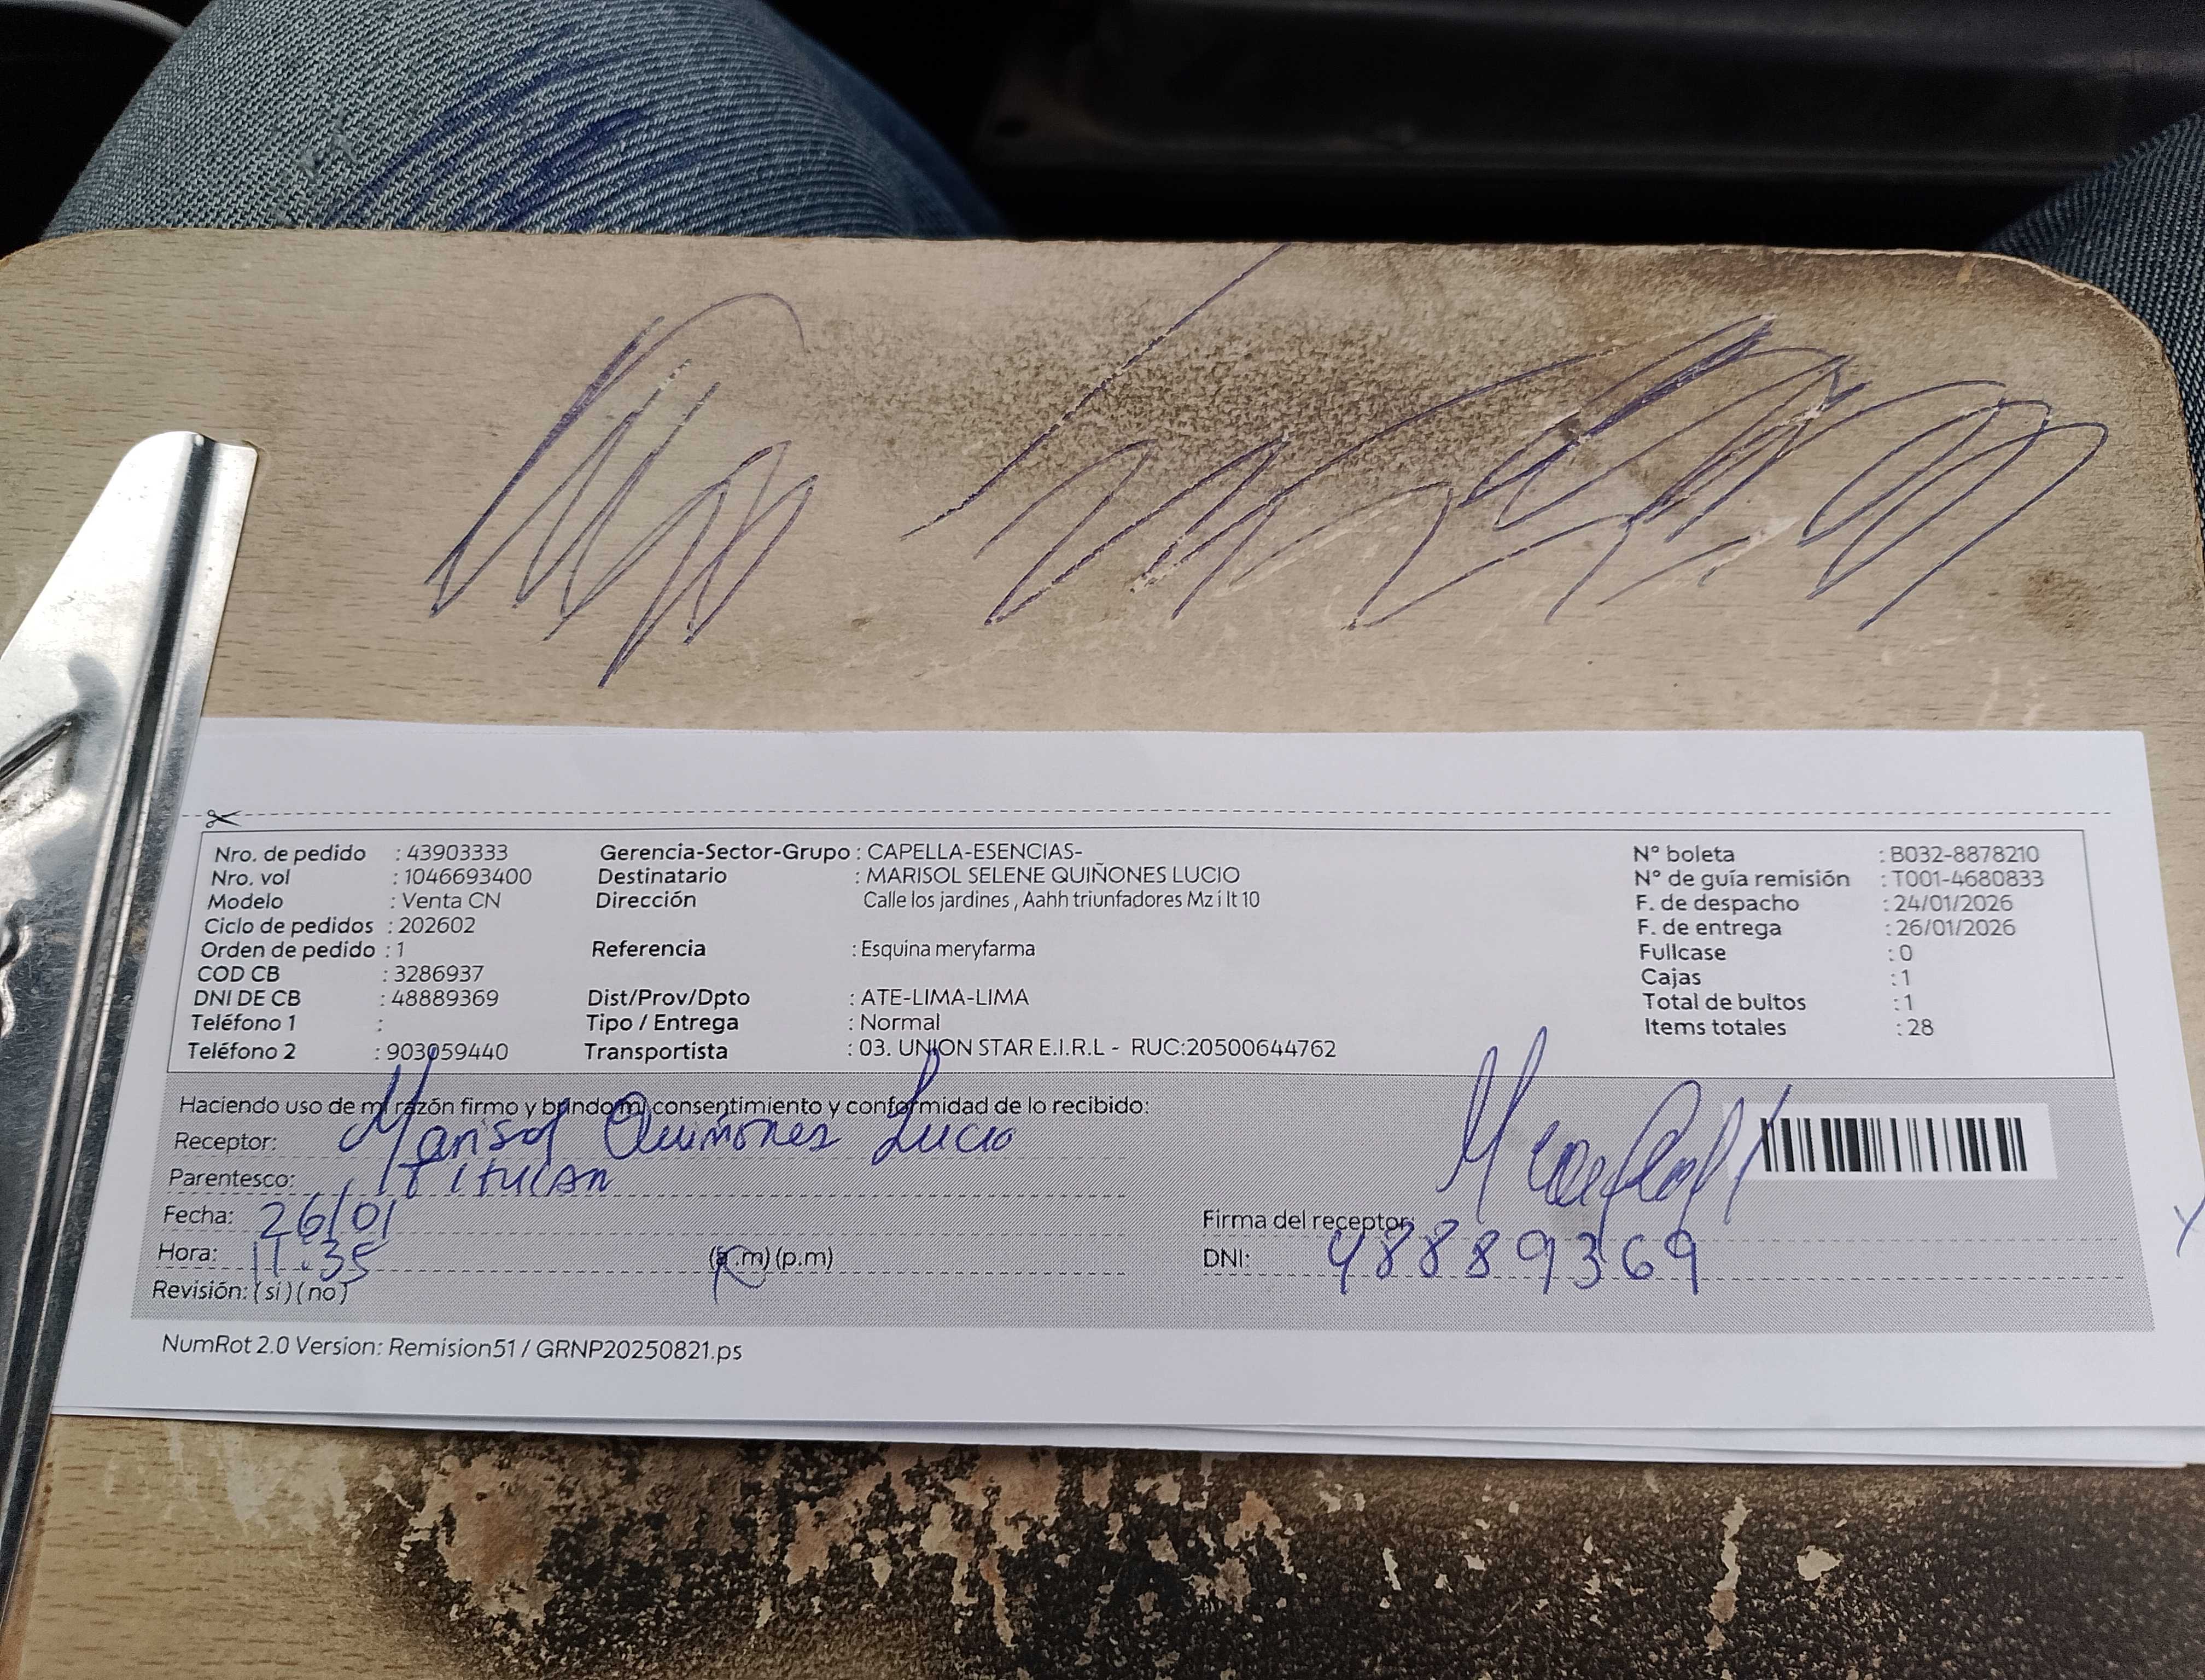 Nro. de pedido : 43903333 Gerencia-Sector-Grupo : CAPELLA-ESENCIAS- N° boleta : B032-8878210
Nro. vol : 1046693400 Destinatario : MARISOL SELENE QUIÑONES LUCIO N° de guía remisión : T001-4680833
Modelo : Venta CN Dirección Calle los jardines , Aahh triunfadores Mz i lt 10 F. de despacho : 24/01/2026
Ciclo de pedidos : 202602 F. de entrega : 26/01/2026
Orden de pedido : 1 Referencia : Esquina meryfarma Fullcase : 0
COD CB : 3286937 Cajas : 1
DNI DE CB : 48889369 Dist/Prov/Dpto : ATE-LIMA-LIMA Total de bultos : 1
Teléfono 1 : Tipo / Entrega : Normal Items totales : 28
Teléfono 2 : 903059440 Transportista : 03. UNION STAR E.I.R.L - RUC:20500644762
Haciendo uso de mi razón firmo y brindo mi consentimiento y conformidad de lo recibido:
Receptor: Marisol Quiñones Lucio
Parentesco: Titular
Fecha: 26/01 Firma del receptor:
Hora: 11:35 (a.m) (p.m) DNI: 48889369
Revisión: (si) (no)
NumRot 2.0 Version: Remision51 / GRNP20250821.ps